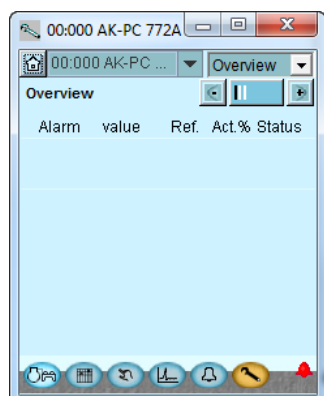 00:000 AK-PC 772A
00:000 AK-PC ... Overview
Overview
Alarm value Ref. Act.% Status